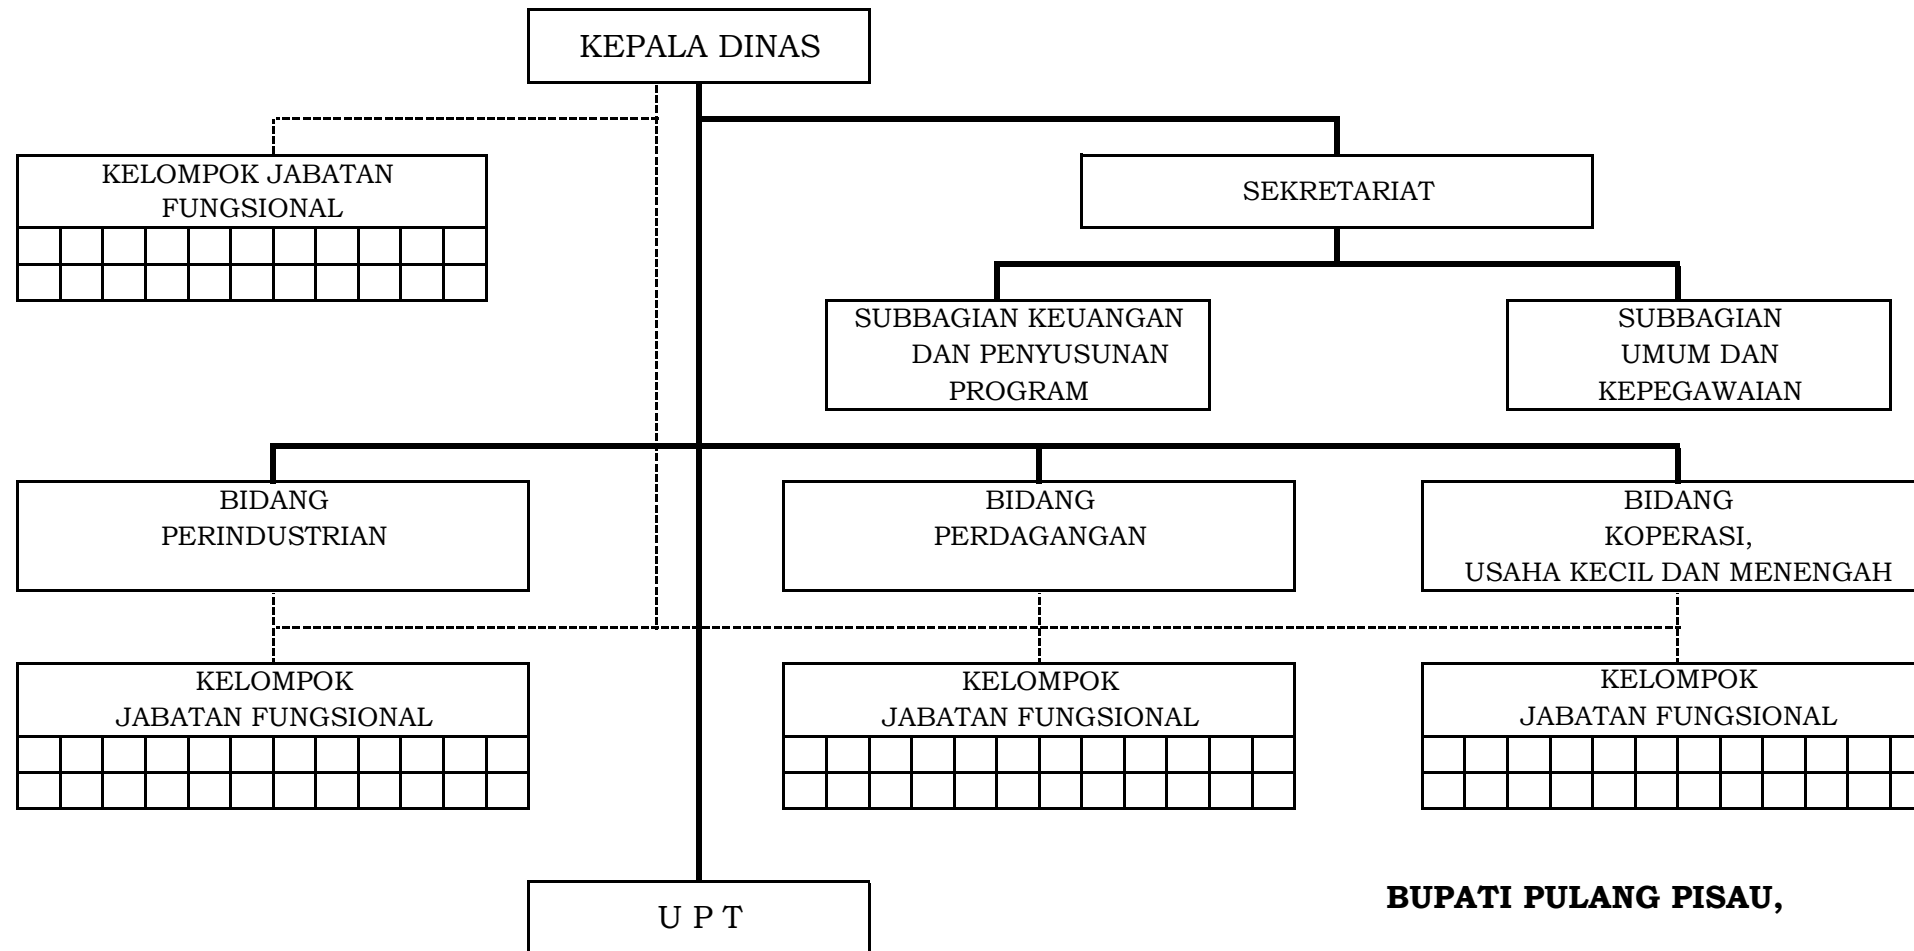 KEPALA DINAS
KELOMPOK JABATAN
FUNGSIONAL
SEKRETARIAT
SUBBAGIAN KEUANGAN
DAN PENYUSUNAN
PROGRAM
SUBBAGIAN
UMUM DAN
KEPEGAWAIAN
BIDANG
PERINDUSTRIAN
BIDANG
PERDAGANGAN
BIDANG
KOPERASI,
USAHA KECIL DAN MENENGAH
KELOMPOK
JABATAN FUNGSIONAL
KELOMPOK
JABATAN FUNGSIONAL
KELOMPOK
JABATAN FUNGSIONAL
U P T
BUPATI PULANG PISAU,